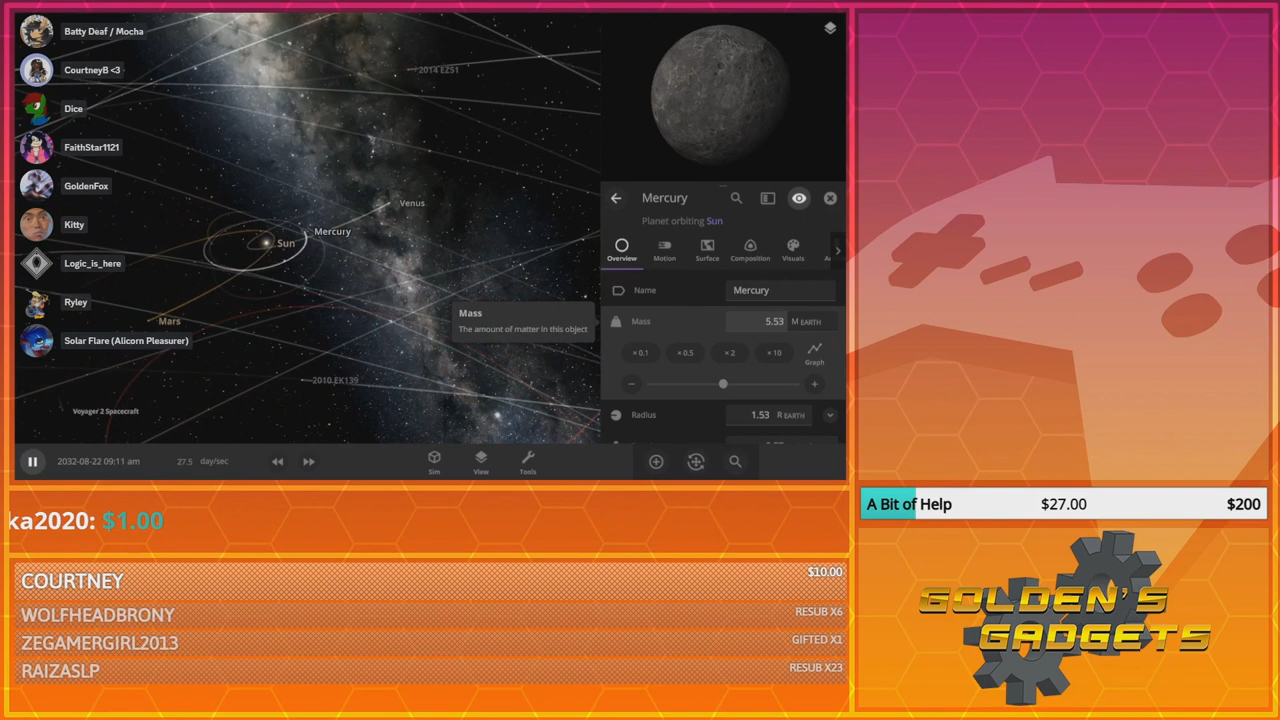 Batty Deaf / Mocha
CourtneyB <3
Dice
FaithStar1121
GoldenFox
Kitty
Logic_is_here
Ryley
Solar Flare (Alicorn Pleasurer)
2014 EZ51
Venus
Mercury
Sun
Mars
2010 EK139
Voyager 2 Spacecraft
Mass
The amount of matter in this object
Mercury
Planet orbiting Sun
Overview
Motion
Surface
Composition
Visuals
Name
Mercury
Mass
5.53 M EARTH
× 0.1
× 0.5
× 2
× 10
Graph
Radius
1.53 R EARTH
2032-08-22 09:11 am
27.5 day/sec
Sim
View
Tools
ka2020: $1.00
COURTNEY
$10.00
WOLFHEADBRONY
RESUB X6
ZEGAMERGIRL2013
GIFTED X1
RAIZASLP
RESUB X23
A Bit of Help
$27.00
$200
GOLDEN'S
GADGETS